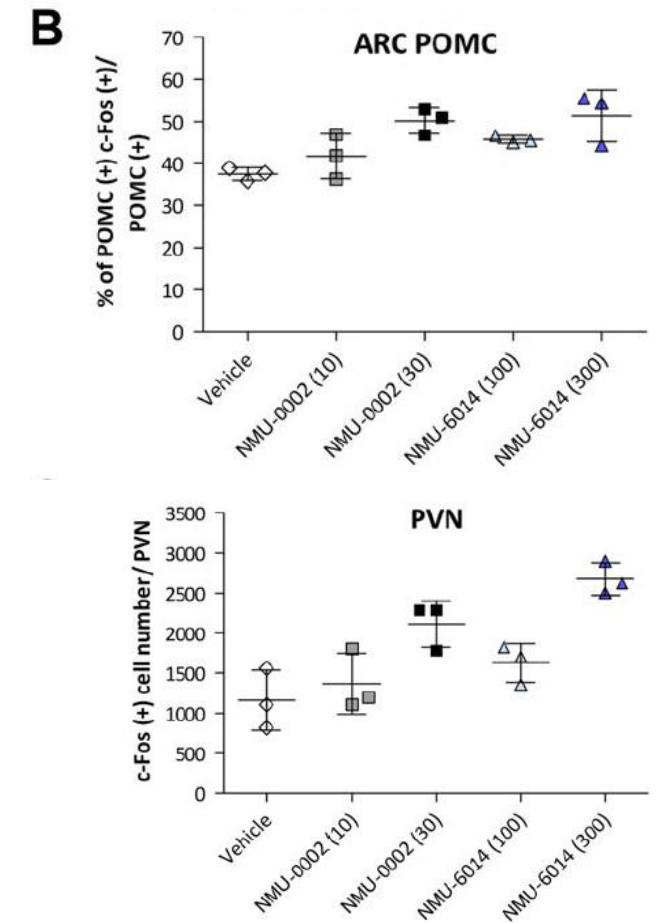 B
ARC POMC
% of POMC (+) c-Fos (+)/
POMC (+)
70
60
50
40
30
20
10
0
Vehicle
NMU-0002 (10)
NMU-0002 (30)
NMU-6014 (100)
NMU-6014 (300)
PVN
c-Fos (+) cell number/ PVN
3500
3000
2500
2000
1500
1000
500
0
Vehicle
NMU-0002 (10)
NMU-0002 (30)
NMU-6014 (100)
NMU-6014 (300)